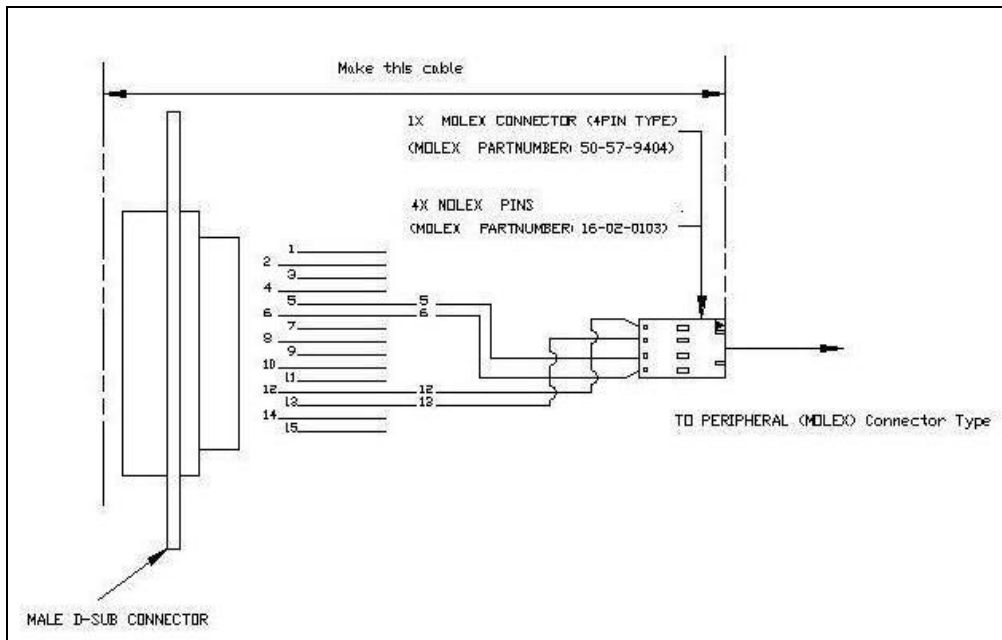 Make this cable
1X MOLEX CONNECTOR (4PIN TYPE)
(MOLEX PARTNUMBER: 50-57-9404)
4X NOLEX PINS
(MOLEX PARTNUMBER: 16-02-0103)
1
2
3
4
5 5
6 6
7
8
9
10
11
12 12
13 13
14
15
TO PERIPHERAL (MOLEX) Connector Type
MALE D-SUB CONNECTOR